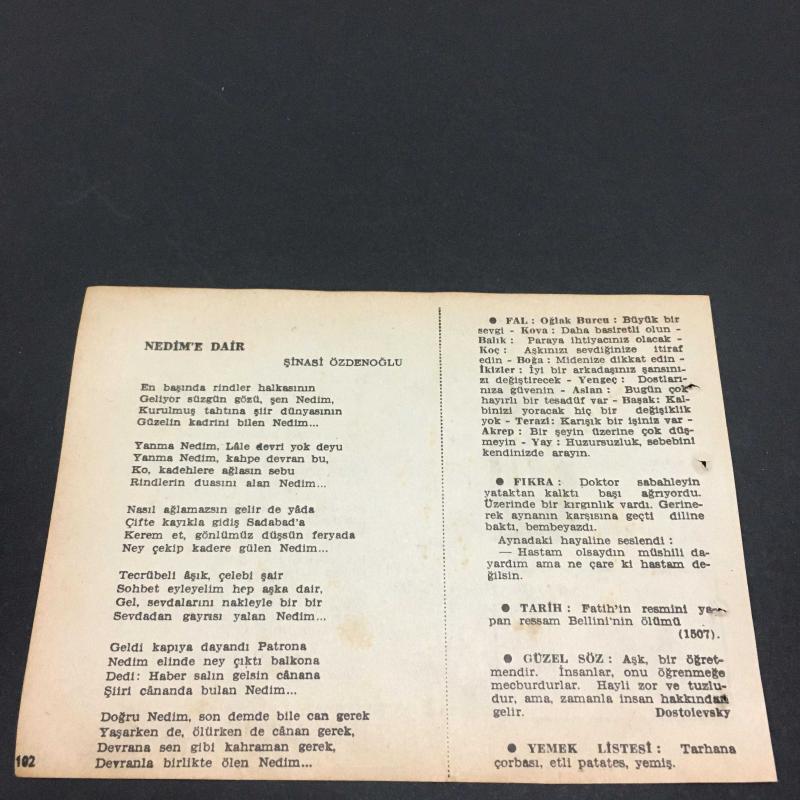 NEDİM'E DAİR
ŞİNASİ ÖZDENOĞLU
En başında rindler halkasının
Geliyor süzgün gözü, şen Nedim,
Kurulmuş tahtına şiir dünyasının
Güzelin kadrini bilen Nedim...
Yanma Nedim, Lâle devri yok deyu
Yanma Nedim, kahpe devran bu,
Ko, kadehlere ağlasın sebu
Rindlerin duasını alan Nedim...
Nasıl ağlamazsın gelir de yâda
Çifte kayıkla gidiş Sadabad'a
Kerem et, gönlümüz düşsün feryada
Ney çekip kadere gülen Nedim...
Tecrübeli âşık, çelebi şair
Sohbet eyleyelim hep aşka dair,
Gel, sevdalarını nakleyle bir bir
Sevdadan gayrısı yalan Nedim...
Geldi kapıya dayandı Patrona
Nedim elinde ney çıktı balkona
Dedi: Haber salın gelsin cânana
Şiiri cânanda bulan Nedim...
Doğru Nedim, son demde bile can gerek
Yaşarken de, ölürken de cânan gerek,
Devrana sen gibi kahraman gerek,
Devranla birlikte ölen Nedim...
102
● FAL : Oğlak Burcu : Büyük bir
sevgi - Kova : Daha basiretli olun -
Balık : Paraya ihtiyacınız olacak -
Koç : Aşkınızı sevdiğinize itiraf
edin - Boğa : Midenize dikkat edin -
İkizler : İyi bir arkadaşınız şansını-
zı değiştirecek - Yengeç : Dostları-
nıza güvenin - Aslan : Bugün çok
hayırlı bir tesadüf var - Başak: Kal-
binizi yoracak hiç bir değişiklik
yok - Terazi: Karışık bir işiniz var -
Akrep : Bir şeyin üzerine çok düş-
meyin - Yay : Huzursuzluk, sebebini
kendinizde arayın.
● FIKRA : Doktor sabahleyin
yataktan kalktı başı ağrıyordu.
Üzerinde bir kırgınlık vardı. Gerine-
rek aynanın karşısına geçti diline
baktı, bembeyazdı.
Aynadaki hayaline seslendi :
— Hastam olsaydın müshili da-
yardım ama ne çare ki hastam de-
ğilsin.
● TARİH : Fatih'in resmini ya-
pan ressam Bellini'nin ölümü
(1507).
● GÜZEL SÖZ : Aşk, bir öğret-
mendir. İnsanlar, onu öğrenmeğe
mecburdurlar. Hayli zor ve tuzlu-
dur, ama, zamanla insan hakkından
gelir. Dostolevsky
● YEMEK LİSTESİ : Tarhana
çorbası, etli patates, yemiş.